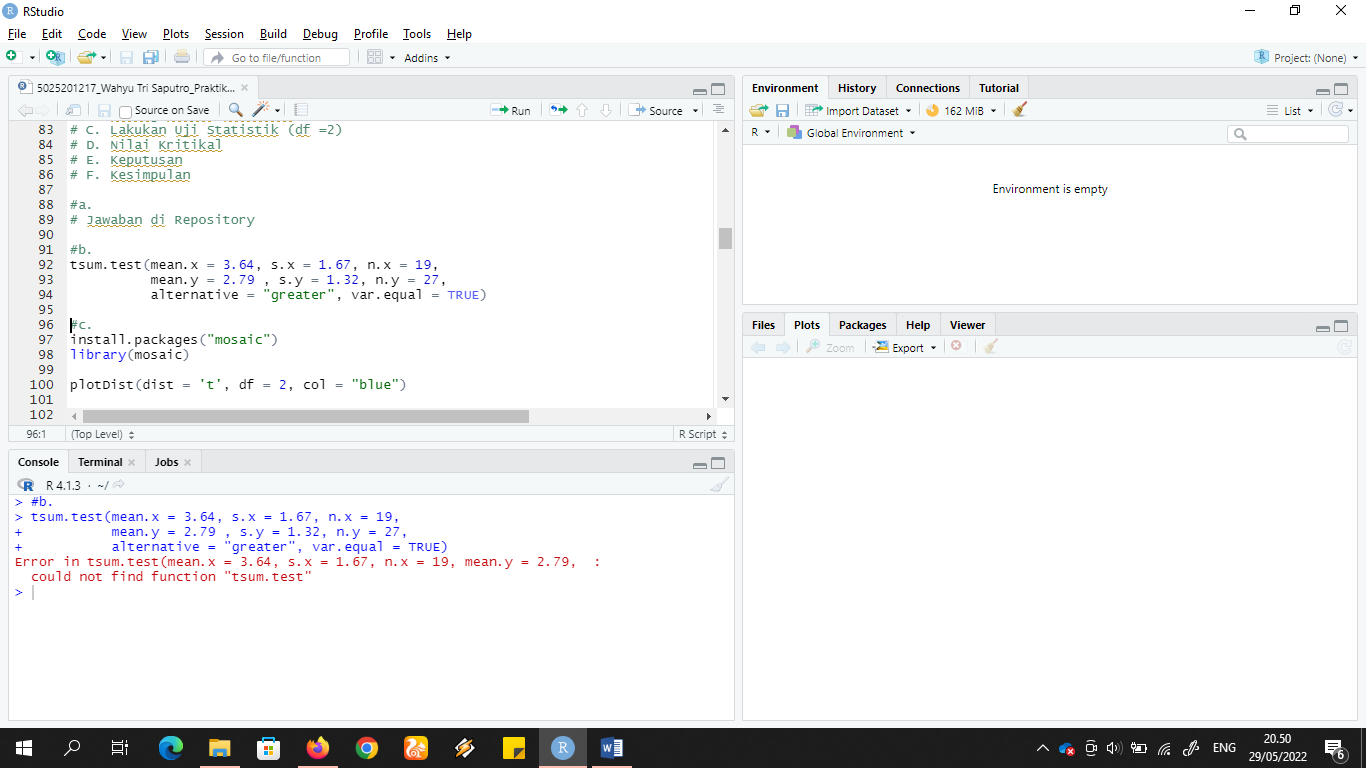 RStudio
File Edit Code View Plots Session Build Debug Profile Tools Help
Go to file/function Addins Project: (None)
5025201217_Wahyu Tri Saputro_Praktik...
Source on Save Run Source
83 # C. Lakukan Uji Statistik (df =2)
84 # D. Nilai Kritikal
85 # E. Keputusan
86 # F. Kesimpulan
87
88 #a.
89 # Jawaban di Repository
90
91 #b.
92 tsum.test(mean.x = 3.64, s.x = 1.67, n.x = 19,
93 mean.y = 2.79 , s.y = 1.32, n.y = 27,
94 alternative = "greater", var.equal = TRUE)
95
96 #c.
97 install.packages("mosaic")
98 library(mosaic)
99
100 plotDist(dist = 't', df = 2, col = "blue")
101
102
96:1 (Top Level) R Script
Console Terminal Jobs
R 4.1.3 · ~/
> #b.
> tsum.test(mean.x = 3.64, s.x = 1.67, n.x = 19,
+ mean.y = 2.79 , s.y = 1.32, n.y = 27,
+ alternative = "greater", var.equal = TRUE)
Error in tsum.test(mean.x = 3.64, s.x = 1.67, n.x = 19, mean.y = 2.79, :
could not find function "tsum.test"
>
Environment History Connections Tutorial
Import Dataset 162 MiB List
R Global Environment
Environment is empty
Files Plots Packages Help Viewer
Zoom Export
ENG
20.50
29/05/2022
6